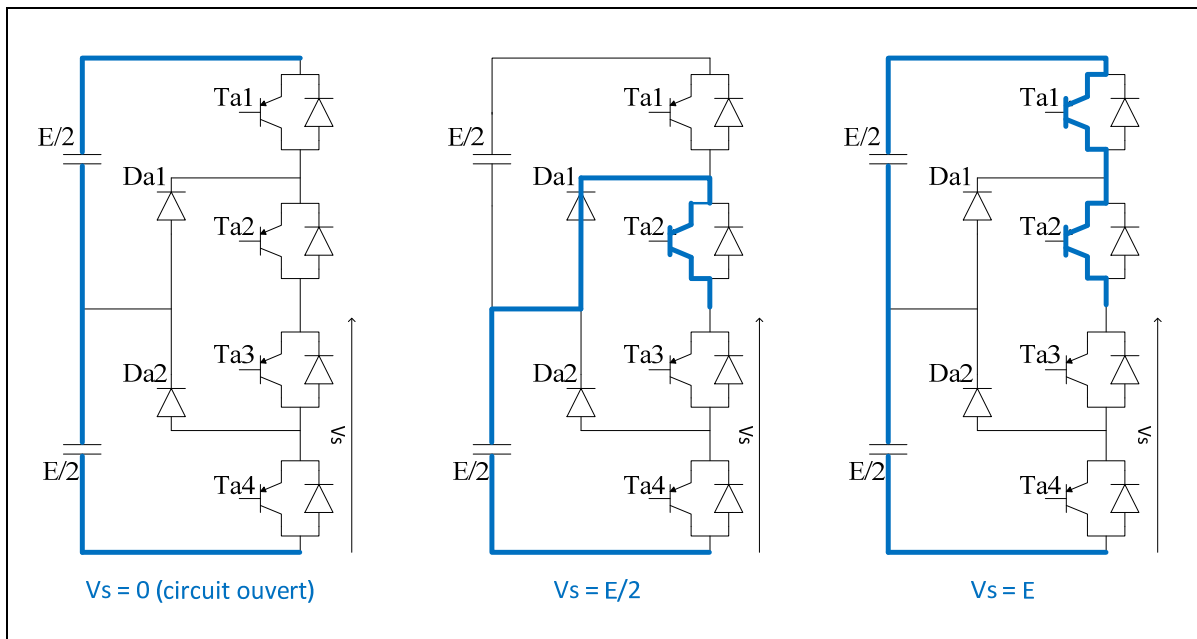 Ta1
E/2
Da1
Ta2
Ta3
Da2
Vs
E/2
Ta4
Vs = 0 (circuit ouvert)
Ta1
E/2
Da1
Ta2
Ta3
Da2
Vs
E/2
Ta4
Vs = E/2
Ta1
E/2
Da1
Ta2
Ta3
Da2
Vs
E/2
Ta4
Vs = E